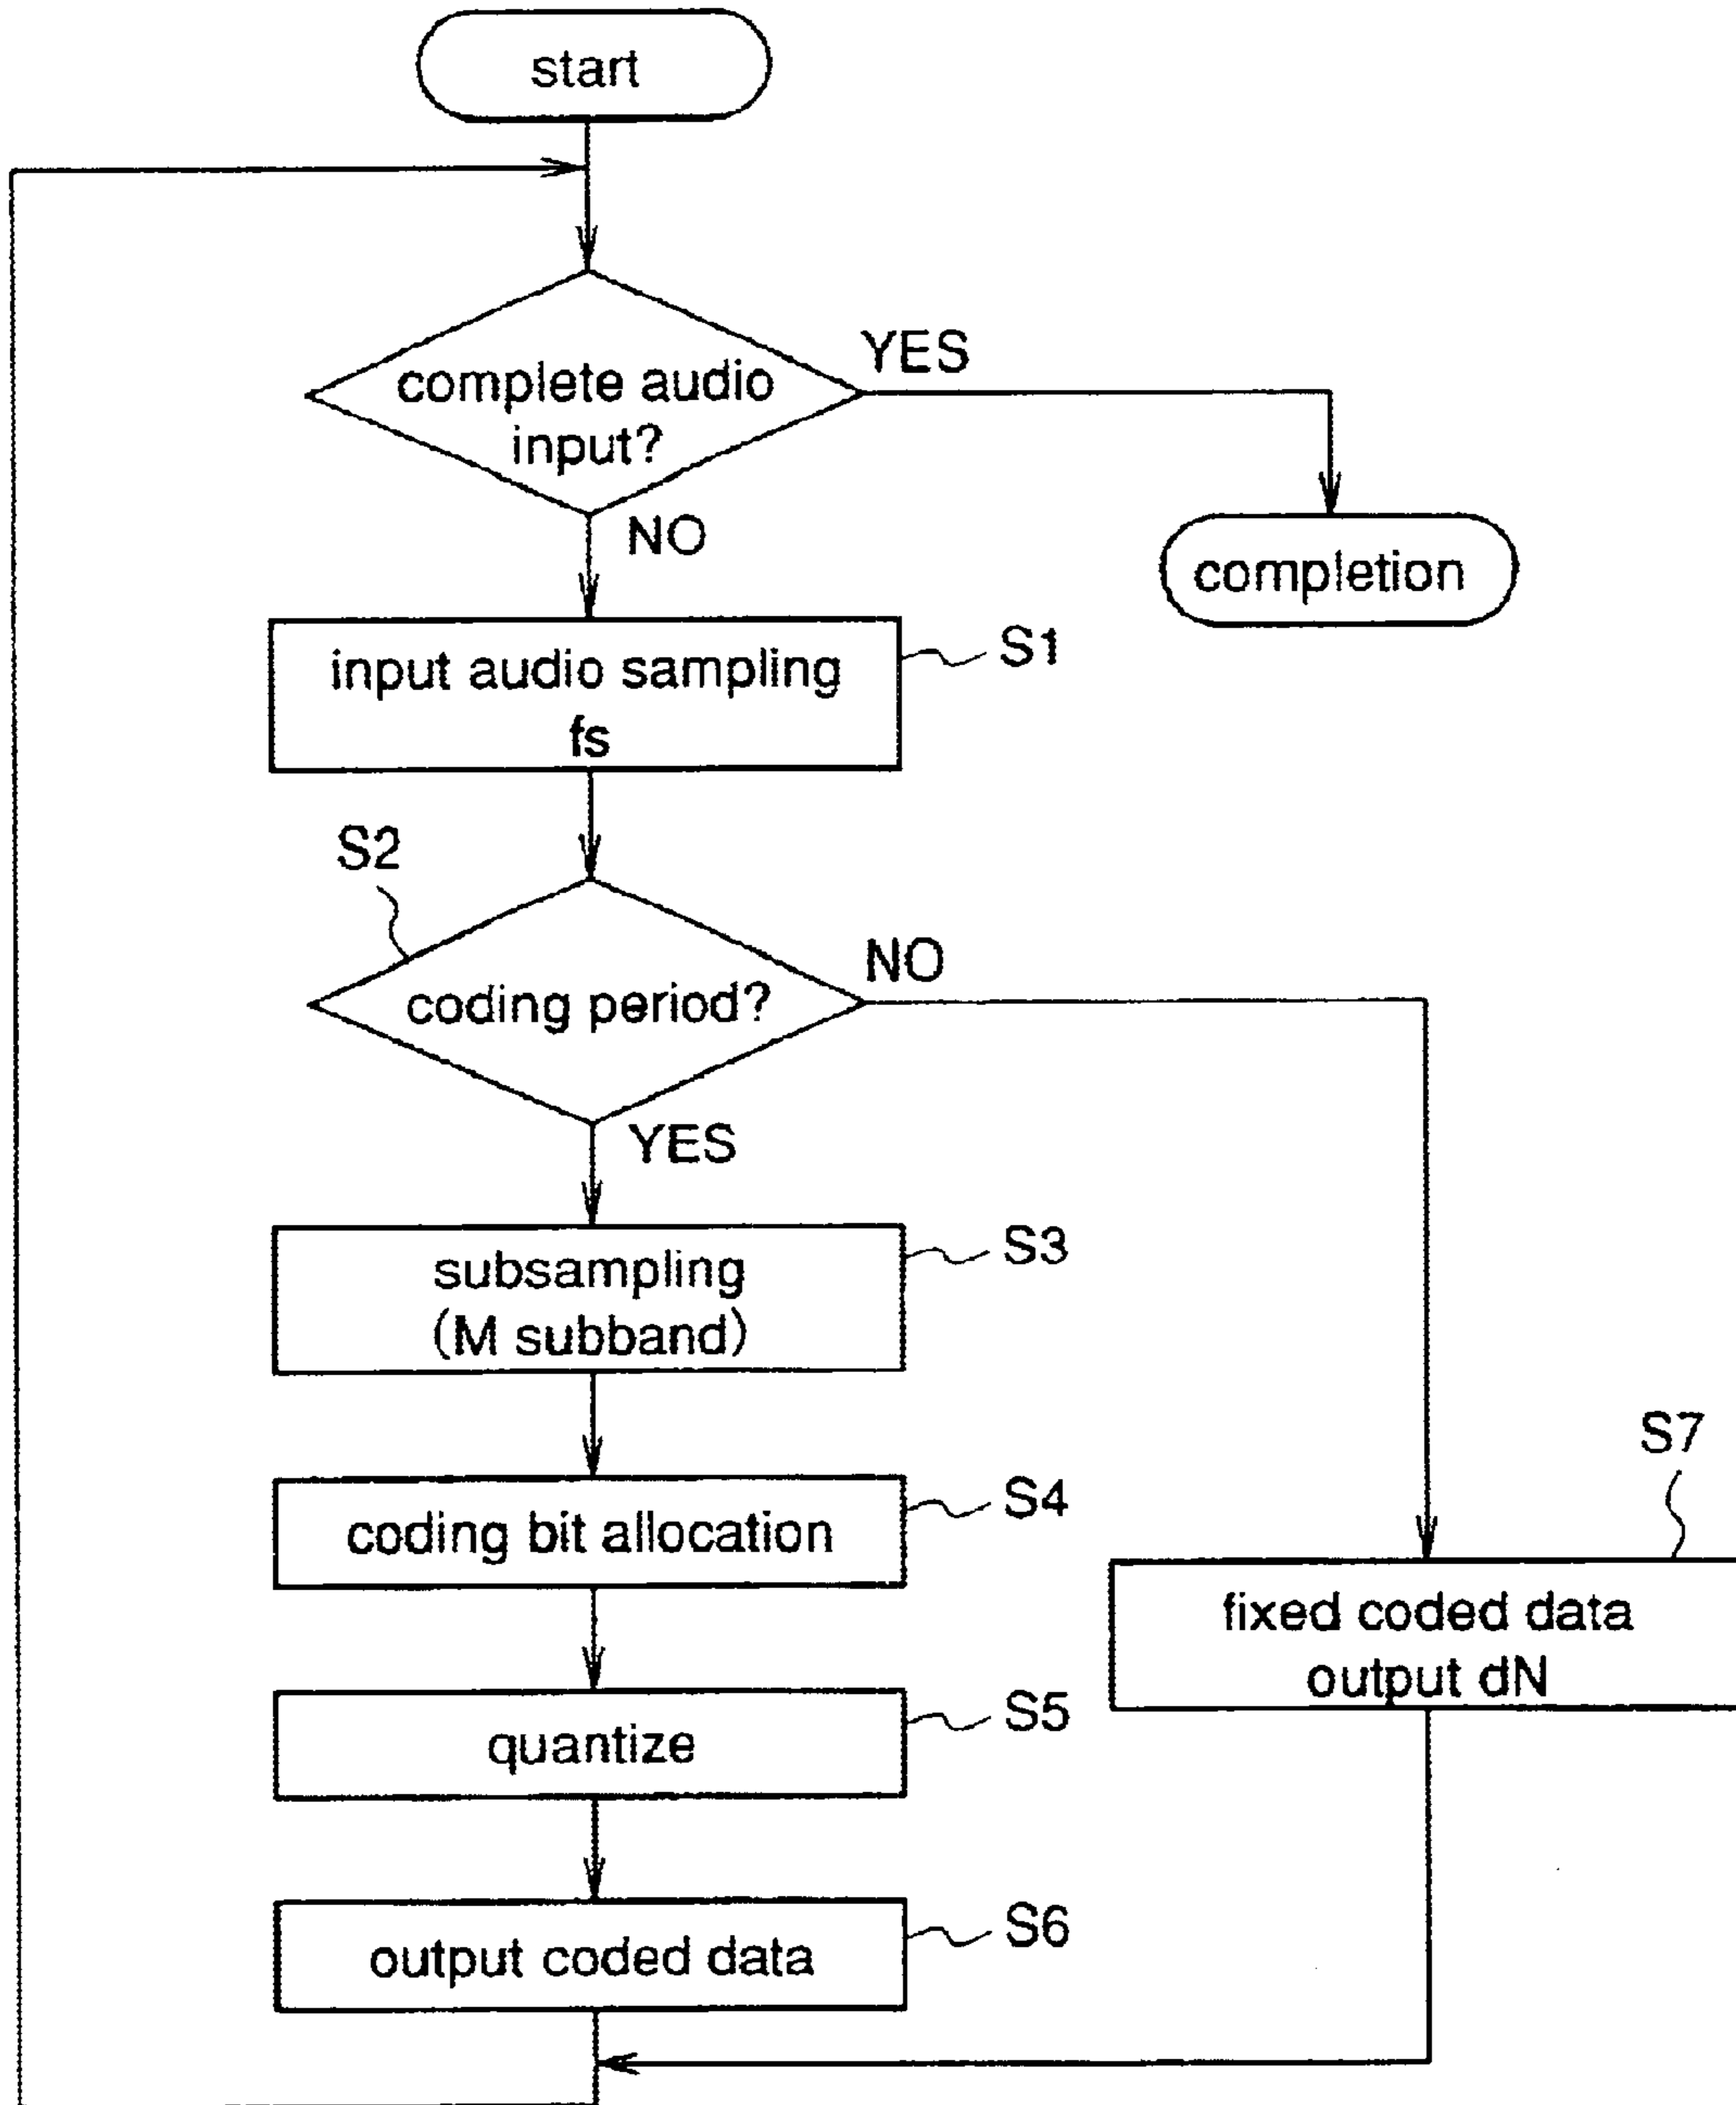 start
complete audio
input?
YES
NO
completion
input audio sampling
fs
S1
S2
coding period?
NO
YES
subsampling
(M subband)
S3
coding bit allocation
S4
S7
fixed coded data
output dN
quantize
S5
output coded data
S6